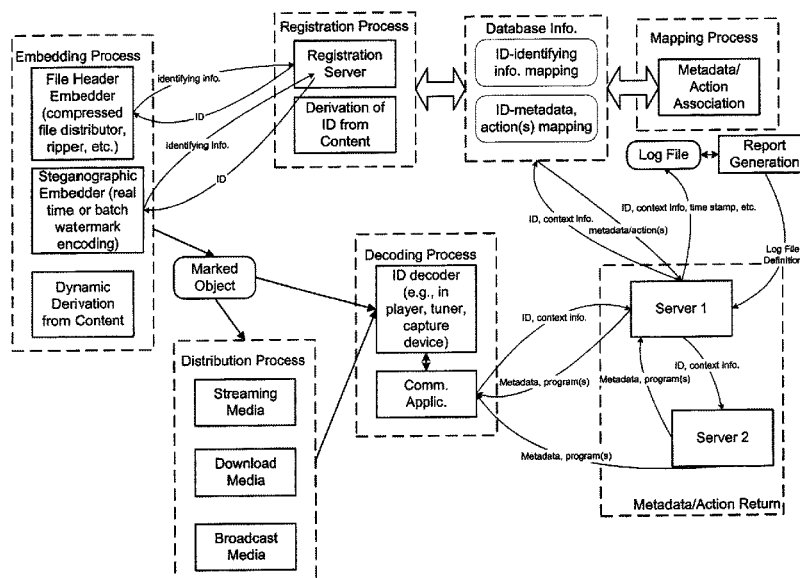 Embedding Process
File Header
Embedder
(compressed
file distributor,
ripper, etc.)
Steganographic
Embedder (real
time or batch
watermark
encoding)
Dynamic
Derivation
from Content
identifying info.
ID
identifying info.
ID
Registration Process
Registration
Server
Derivation of
ID from
Content
Database Info.
ID-identifying
info. mapping
ID-metadata,
action(s) mapping
Mapping Process
Metadata/
Action
Association
Log File
Report
Generation
ID, context info.
metadata/action(s)
ID, context info, time stamp, etc.
Log File
Definition
Marked
Object
Decoding Process
ID decoder
(e.g., in
player, tuner,
capture
device)
Comm.
Applic.
ID, context info.
Metadata, program(s)
Metadata, program(s)
Server 1
ID, context info.
Metadata, program(s)
Server 2
Metadata/Action Return
Distribution Process
Streaming
Media
Download
Media
Broadcast
Media